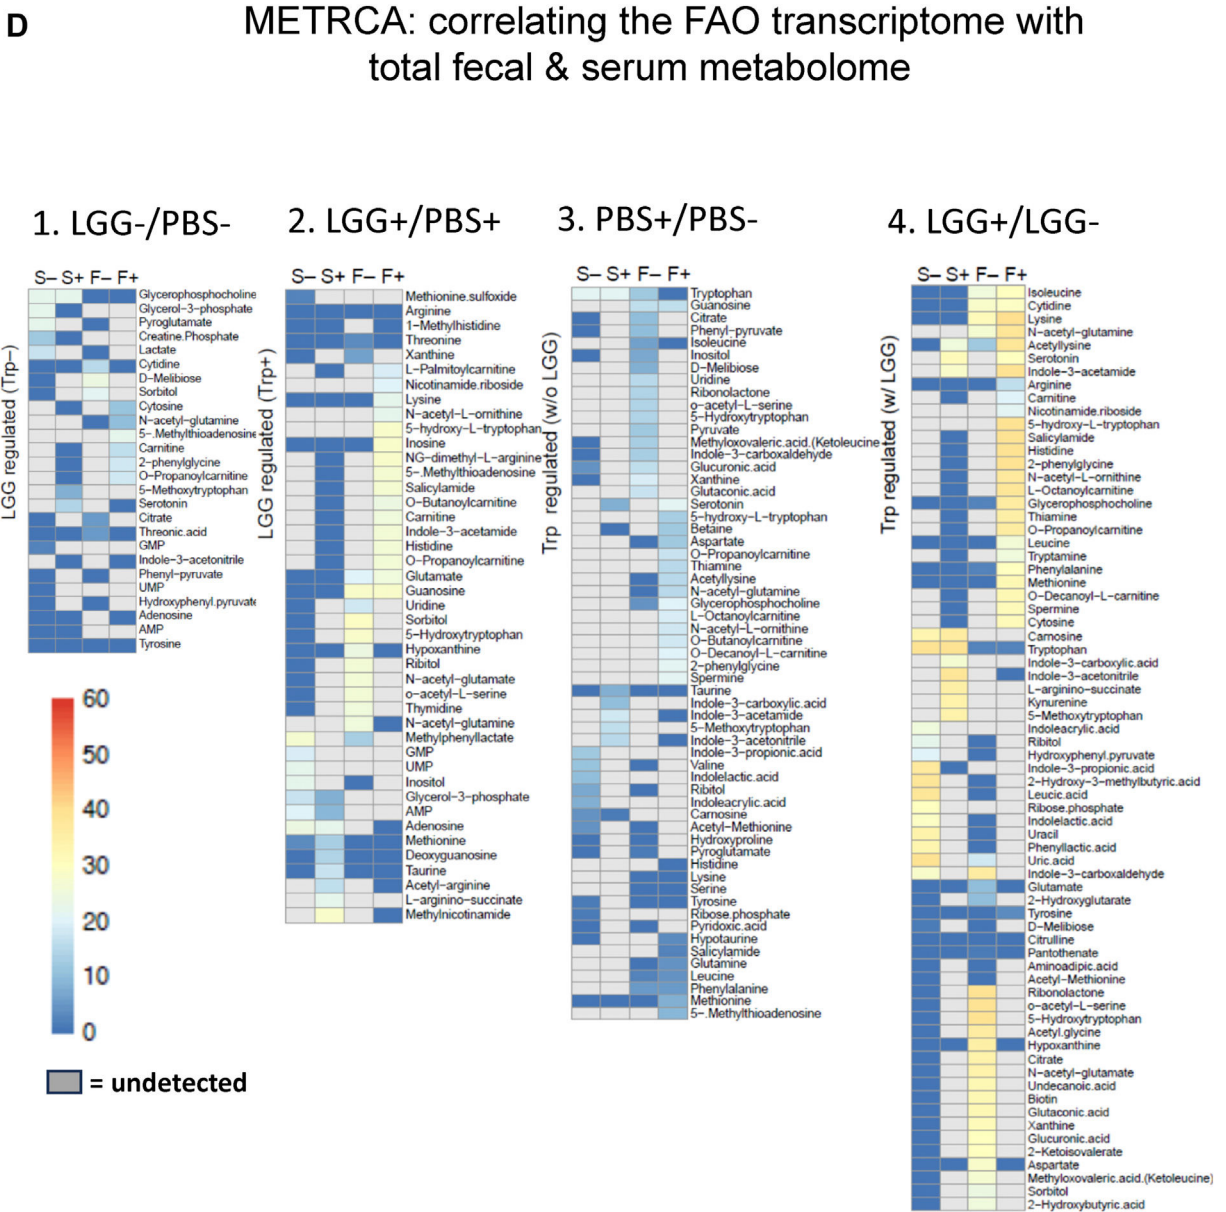 D
METRCA: correlating the FAO transcriptome with
total fecal & serum metabolome
1. LGG-/PBS-
S− S+ F− F+
LGG regulated (Trp−)
Glycerophosphocholine
Glycerol−3−phosphate
Pyroglutamate
Creatine.Phosphate
Lactate
Cytidine
D−Melibiose
Sorbitol
Cytosine
N−acetyl−glutamine
5−.Methylthioadenosine
Carnitine
2−phenylglycine
O−Propanoylcarnitine
5−Methoxytryptophan
Serotonin
Citrate
Threonic.acid
GMP
Indole−3−acetonitrile
Phenyl−pyruvate
UMP
Hydroxyphenyl.pyruvate
Adenosine
AMP
Tyrosine
60
50
40
30
20
10
0
= undetected
2. LGG+/PBS+
S− S+ F− F+
LGG regulated (Trp+)
Methionine.sulfoxide
Arginine
1−Methylhistidine
Threonine
Xanthine
L−Palmitoylcarnitine
Nicotinamide.riboside
Lysine
N−acetyl−L−ornithine
5−hydroxy−L−tryptophan
Inosine
NG−dimethyl−L−arginine
5−.Methylthioadenosine
Salicylamide
O−Butanoylcarnitine
Carnitine
Indole−3−acetamide
Histidine
O−Propanoylcarnitine
Glutamate
Guanosine
Uridine
Sorbitol
5−Hydroxytryptophan
Hypoxanthine
Ribitol
N−acetyl−glutamate
o−acetyl−L−serine
Thymidine
N−acetyl−glutamine
Methylphenyllactate
GMP
UMP
Inositol
Glycerol−3−phosphate
AMP
Adenosine
Methionine
Deoxyguanosine
Taurine
Acetyl−arginine
L−arginino−succinate
Methylnicotinamide
3. PBS+/PBS-
S− S+ F− F+
Trp regulated (w/o LGG)
Tryptophan
Guanosine
Citrate
Phenyl−pyruvate
Isoleucine
Inositol
D−Melibiose
Uridine
Ribonolactone
o−acetyl−L−serine
5−Hydroxytryptophan
Pyruvate
Methyloxovaleric.acid.(Ketoleucine
Indole−3−carboxaldehyde
Glucuronic.acid
Xanthine
Glutaconic.acid
Serotonin
5−hydroxy−L−tryptophan
Betaine
Aspartate
O−Propanoylcarnitine
Thiamine
Acetyllysine
N−acetyl−glutamine
Glycerophosphocholine
L−Octanoylcarnitine
N−acetyl−L−ornithine
O−Butanoylcarnitine
O−Decanoyl−L−carnitine
2−phenylglycine
Spermine
Taurine
Indole−3−carboxylic.acid
Indole−3−acetamide
5−Methoxytryptophan
Indole−3−acetonitrile
Indole−3−propionic.acid
Valine
Indolelactic.acid
Ribitol
Indoleacrylic.acid
Carnosine
Acetyl−Methionine
Hydroxyproline
Pyroglutamate
Histidine
Lysine
Serine
Tyrosine
Ribose.phosphate
Pyridoxic.acid
Hypotaurine
Salicylamide
Glutamine
Leucine
Phenylalanine
Methionine
5−.Methylthioadenosine
4. LGG+/LGG-
S− S+ F− F+
Trp regulated (w/ LGG)
Isoleucine
Cytidine
Lysine
N−acetyl−glutamine
Acetyllysine
Serotonin
Indole−3−acetamide
Arginine
Carnitine
Nicotinamide.riboside
5−hydroxy−L−tryptophan
Salicylamide
Histidine
2−phenylglycine
N−acetyl−L−ornithine
L−Octanoylcarnitine
Glycerophosphocholine
Thiamine
O−Propanoylcarnitine
Leucine
Tryptamine
Phenylalanine
Methionine
O−Decanoyl−L−carnitine
Spermine
Cytosine
Carnosine
Tryptophan
Indole−3−carboxylic.acid
Indole−3−acetonitrile
L−arginino−succinate
Kynurenine
5−Methoxytryptophan
Indoleacrylic.acid
Ribitol
Hydroxyphenyl.pyruvate
Indole−3−propionic.acid
2−Hydroxy−3−methylbutyric.acid
Leucic.acid
Ribose.phosphate
Indolelactic.acid
Uracil
Phenyllactic.acid
Uric.acid
Indole−3−carboxaldehyde
Glutamate
2−Hydroxyglutarate
Tyrosine
D−Melibiose
Citrulline
Pantothenate
Aminoadipic.acid
Acetyl−Methionine
Ribonolactone
o−acetyl−L−serine
5−Hydroxytryptophan
Acetyl.glycine
Hypoxanthine
Citrate
N−acetyl−glutamate
Undecanoic.acid
Biotin
Glutaconic.acid
Xanthine
Glucuronic.acid
2−Ketoisovalerate
Aspartate
Methyloxovaleric.acid.(Ketoleucine)
Sorbitol
2−Hydroxybutyric.acid